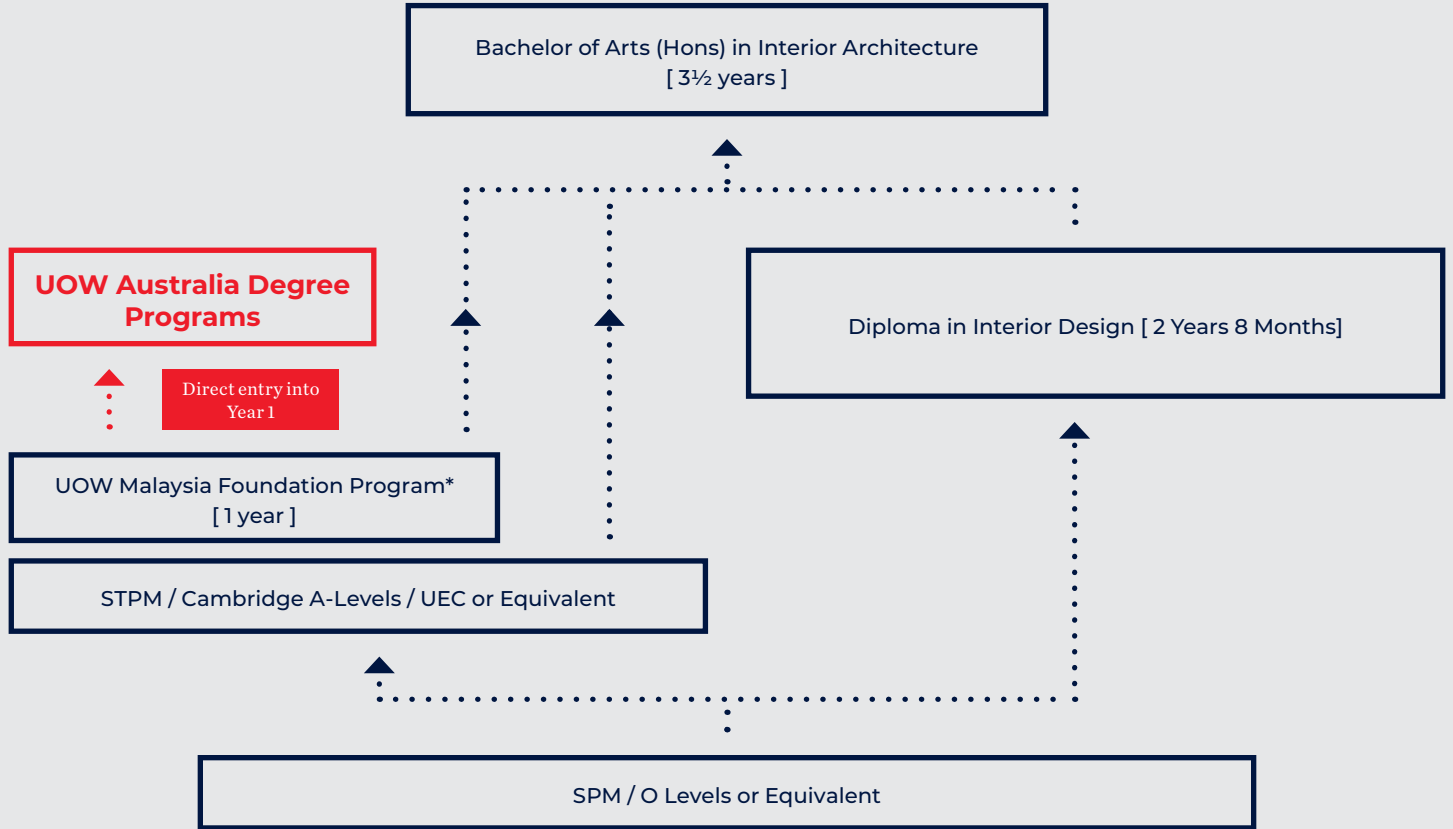 Bachelor of Arts (Hons) in Interior Architecture
[ 3½ years ]
UOW Australia Degree
Programs
Diploma in Interior Design [ 2 Years 8 Months]
Direct entry into
Year 1
UOW Malaysia Foundation Program*
[ 1 year ]
STPM / Cambridge A-Levels / UEC or Equivalent
SPM / O Levels or Equivalent